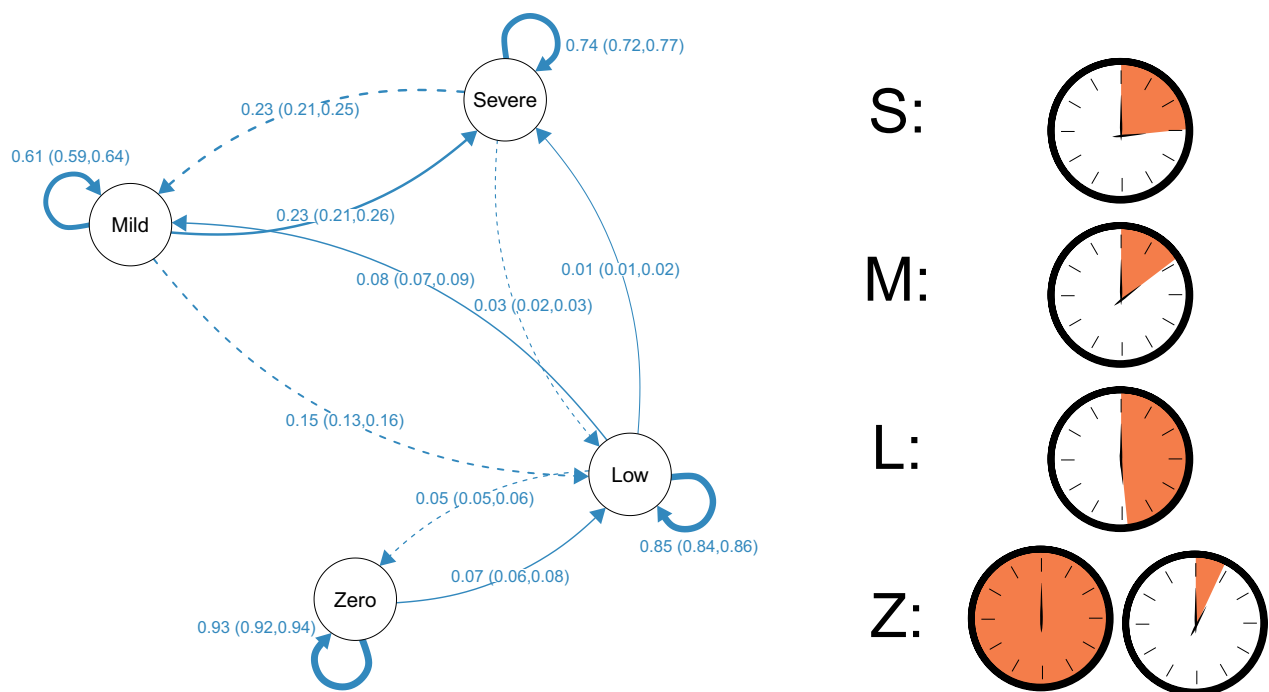 0.74 (0.72,0.77)
Severe
0.23 (0.21,0.25)
0.61 (0.59,0.64)
Mild
0.23 (0.21,0.26)
0.08 (0.07,0.09)
0.01 (0.01,0.02)
0.03 (0.02,0.03)
0.15 (0.13,0.16)
Low
0.05 (0.05,0.06)
0.85 (0.84,0.86)
0.07 (0.06,0.08)
Zero
0.93 (0.92,0.94)
S:
M:
L:
Z: